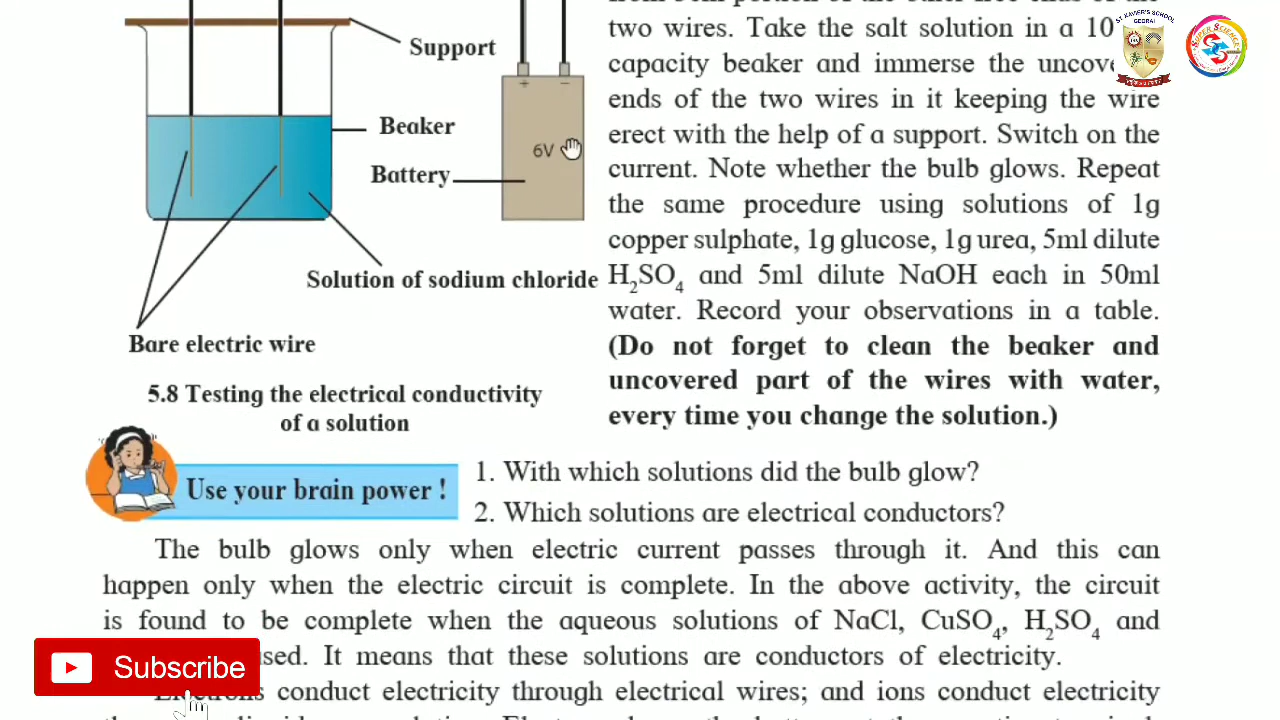 Support
Beaker
+ –
6V
Battery
Solution of sodium chloride
Bare electric wire
5.8 Testing the electrical conductivity
of a solution
two wires. Take the salt solution in a 10
capacity beaker and immerse the
ends of the two wires in it keeping the wire
erect with the help of a support. Switch on the
current. Note whether the bulb glows. Repeat
the same procedure using solutions of 1g
copper sulphate, 1g glucose, 1g urea, 5ml dilute
H₂SO₄ and 5ml dilute NaOH each in 50ml
water. Record your observations in a table.
(Do not forget to clean the beaker and
uncovered part of the wires with water,
every time you change the solution.)
ST XAVIER'S SCHOOL
GEORAI
SUPER SCIENCE
Use your brain power !
1. With which solutions did the bulb glow?
2. Which solutions are electrical conductors?
The bulb glows only when electric current passes through it. And this can
happen only when the electric circuit is complete. In the above activity, the circuit
is found to be complete when the aqueous solutions of NaCl, CuSO₄, H₂SO₄ and
used. It means that these solutions are conductors of electricity.
Electrons conduct electricity through electrical wires; and ions conduct electricity
Subscribe